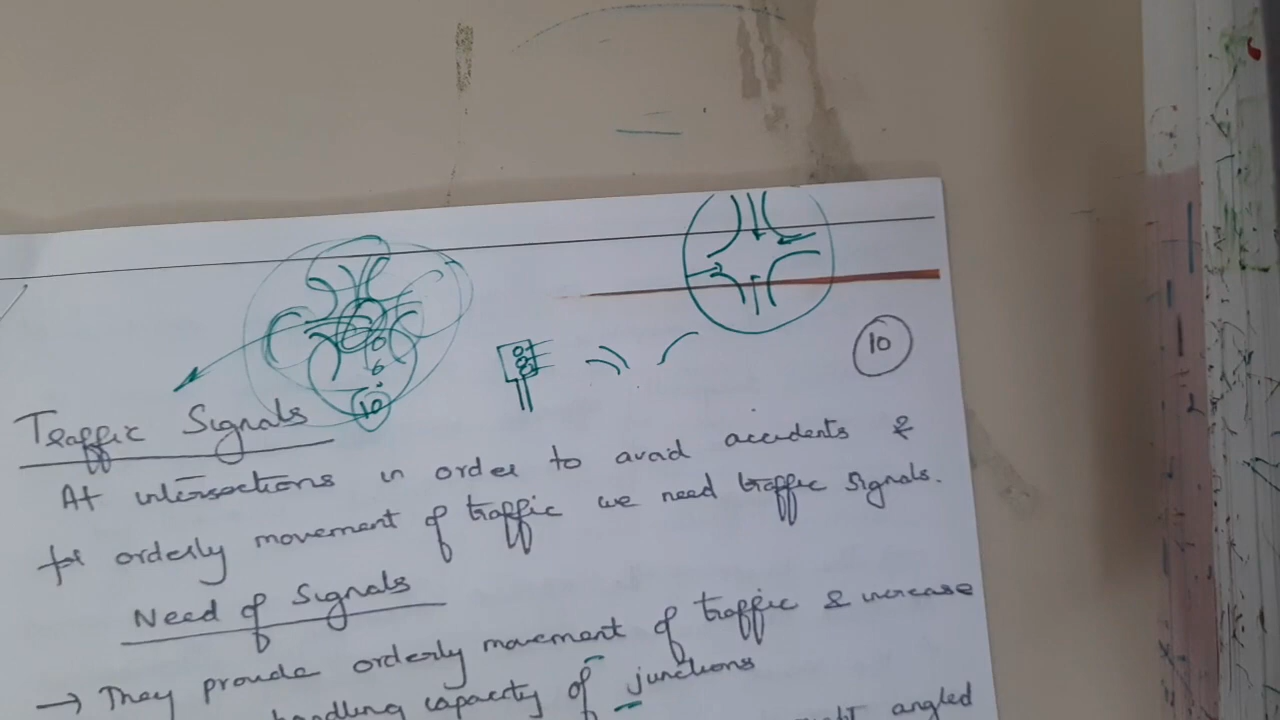 10
10
Traffic Signals
At intersections in order to avoid accidents &
for orderly movement of traffic we need traffic signals.
Need of Signals
→ They provide orderly movement of traffic & increase
handling capacity of junctions
angled